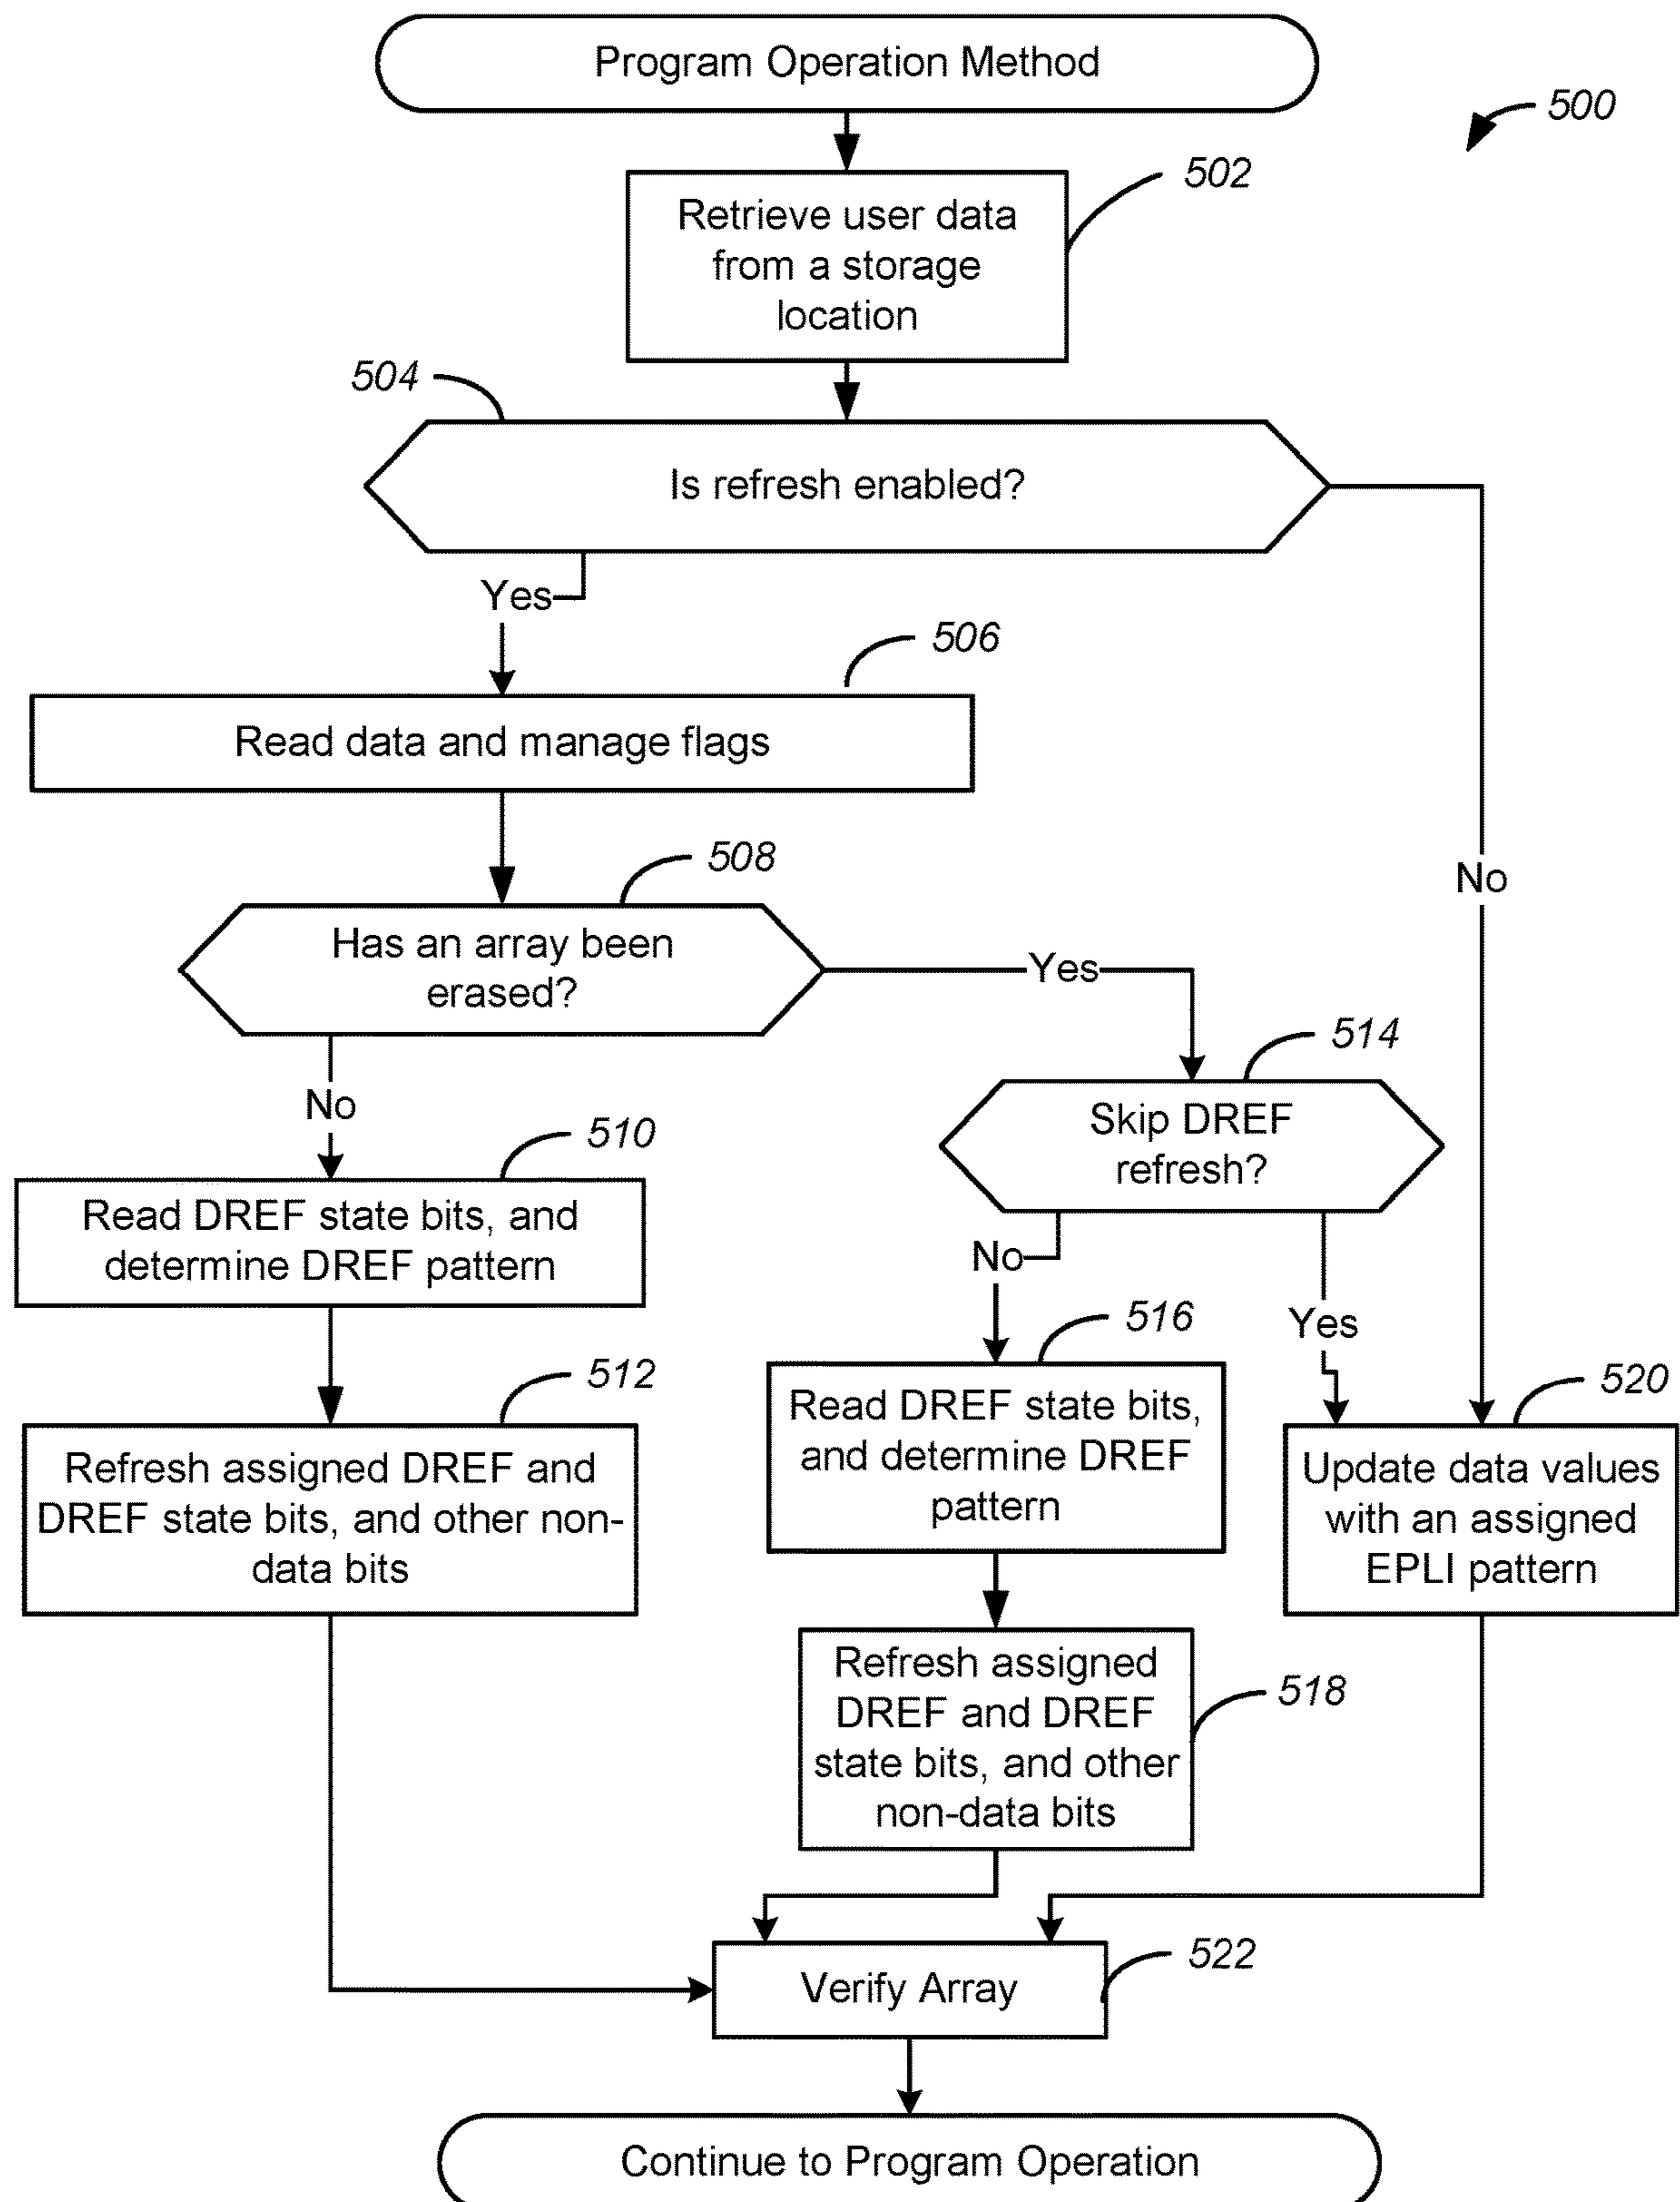 Program Operation Method
500
502
Retrieve user data
from a storage
location
504
Is refresh enabled?
Yes
506
Read data and manage flags
508
No
Has an array been
erased?
Yes
514
No
Skip DREF
refresh?
510
Read DREF state bits, and
determine DREF pattern
No
516
Yes
512
520
Read DREF state bits,
and determine DREF
pattern
Refresh assigned DREF and
DREF state bits, and other non-
data bits
Update data values
with an assigned
EPLI pattern
Refresh assigned
DREF and DREF
state bits, and other
non-data bits
518
522
Verify Array
Continue to Program Operation